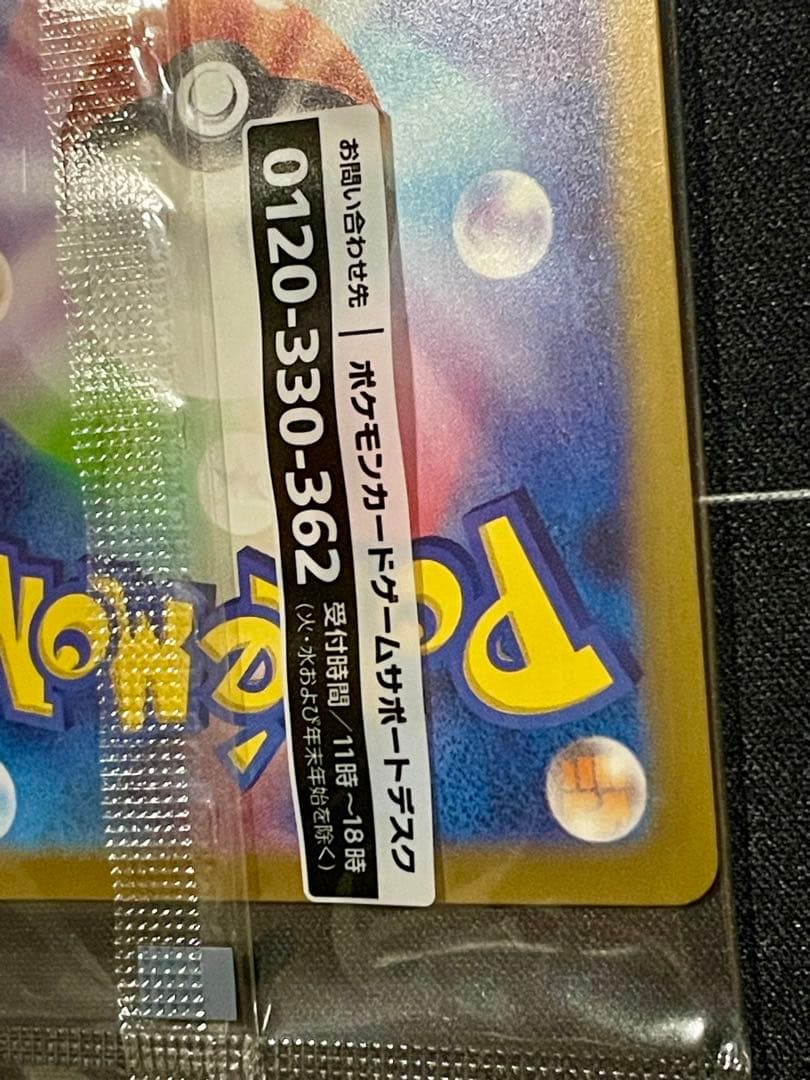 お問い合わせ先｜ポケモンカードゲームサポートデスク
0120-330-362 受付時間／11時～18時
(火・水および年末年始を除く)
Pokém